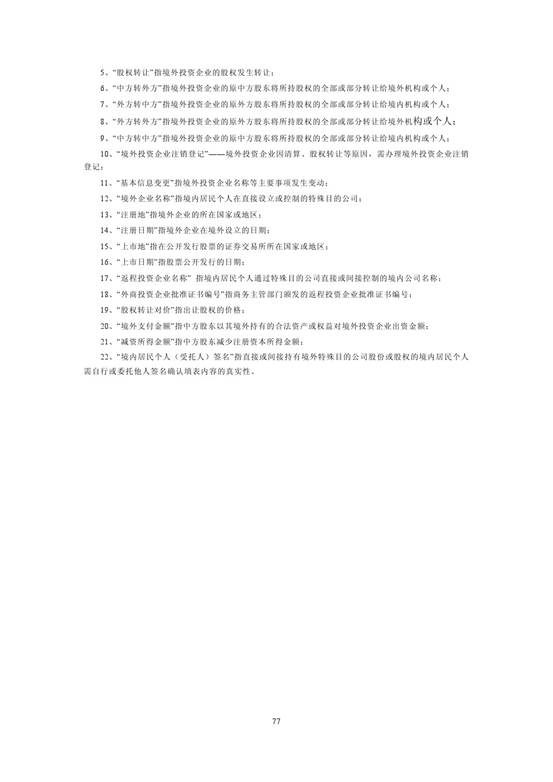 5、“股权转让”指境外投资企业的股权发生转让；
6、“中方转外方”指境外投资企业的原中方股东将所持股权的全部或部分转让给境外机构或个人；
7、“外方转中方”指境外投资企业的原外方股东将所持股权的全部或部分转让给境内机构或个人；
8、“外方转外方”指境外投资企业的原外方股东将所持股权的全部或部分转让给境外机构或个人；
9、“中方转中方”指境外投资企业的原中方股东将所持股权的全部或部分转让给境内机构或个人；
10、“境外投资企业注销登记”——境外投资企业因清算、股权转让等原因，需办理境外投资企业注销
登记；
11、“基本信息变更”指境外投资企业名称等主要事项发生变动；
12、“境外企业名称”指境内居民个人在直接设立或控制的特殊目的公司；
13、“注册地”指境外企业的所在国家或地区；
14、“注册日期”指境外企业在境外设立的日期；
15、“上市地”指在公开发行股票的证券交易所所在国家或地区；
16、“上市日期”指股票公开发行的日期；
17、“返程投资企业名称” 指境内居民个人通过特殊目的公司直接或间接控制的境内公司名称；
18、“外商投资企业批准证书编号”指商务主管部门颁发的返程投资企业批准证书编号；
19、“股权转让对价”指出让股权的价格；
20、“境外支付金额”指中方股东以其境外持有的合法资产或权益对境外投资企业出资金额；
21、“减资所得金额”指中方股东减少注册资本所得金额；
22、“境内居民个人（受托人）签名”指直接或间接持有境外特殊目的公司股份或股权的境内居民个人
需自行或委托他人签名确认填表内容的真实性。
77